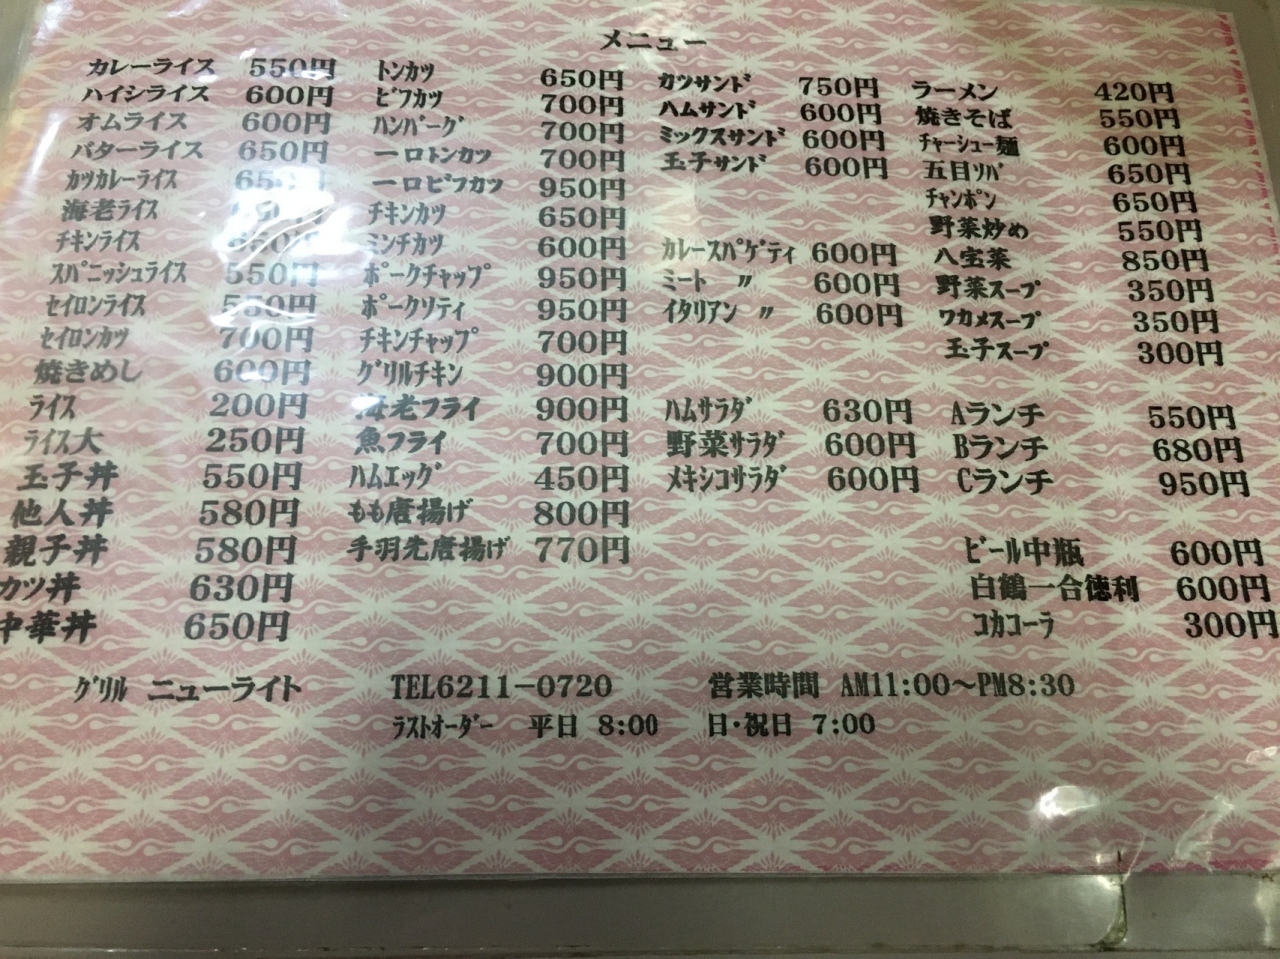 メニュー
カレーライス 550円
ハイシライス 600円
オムライス 600円
バターライス 650円
カツカレーライス 650円
海老ライス
チキンライス 650円
スパニッシュライス 550円
セイロンライス 550円
セイロンカツ 700円
焼きめし 600円
ライス 200円
ライス大 250円
玉子丼 550円
他人丼 580円
親子丼 580円
カツ丼 630円
中華丼 650円
トンカツ 650円
ビフカツ 700円
ハンバーグ 700円
一口トンカツ 700円
一口ビフカツ 950円
チキンカツ 650円
ミンチカツ 600円
ポークチャップ 950円
ポークソティ 950円
チキンチャップ 700円
グリルチキン 900円
海老フライ 900円
魚フライ 700円
ハムエッグ 450円
もも唐揚げ 800円
手羽先唐揚げ 770円
カツサンド 750円
ハムサンド 600円
ミックスサンド 600円
玉子サンド 600円
カレースパゲティ 600円
ミート 〃 600円
イタリアン 〃 600円
ハムサラダ 630円
野菜サラダ 600円
メキシコサラダ 600円
ラーメン 420円
焼きそば 550円
チャーシュー麺 600円
五目ソバ 650円
チャンポン 650円
野菜炒め 550円
八宝菜 850円
野菜スープ 350円
ワカメスープ 350円
玉子スープ 300円
Aランチ 550円
Bランチ 680円
Cランチ 950円
ビール中瓶 600円
白鶴一合徳利 600円
コカコーラ 300円
グリル ニューライト TEL6211-0720 営業時間 AM11:00〜PM8:30
ラストオーダー 平日 8:00 日・祝日 7:00